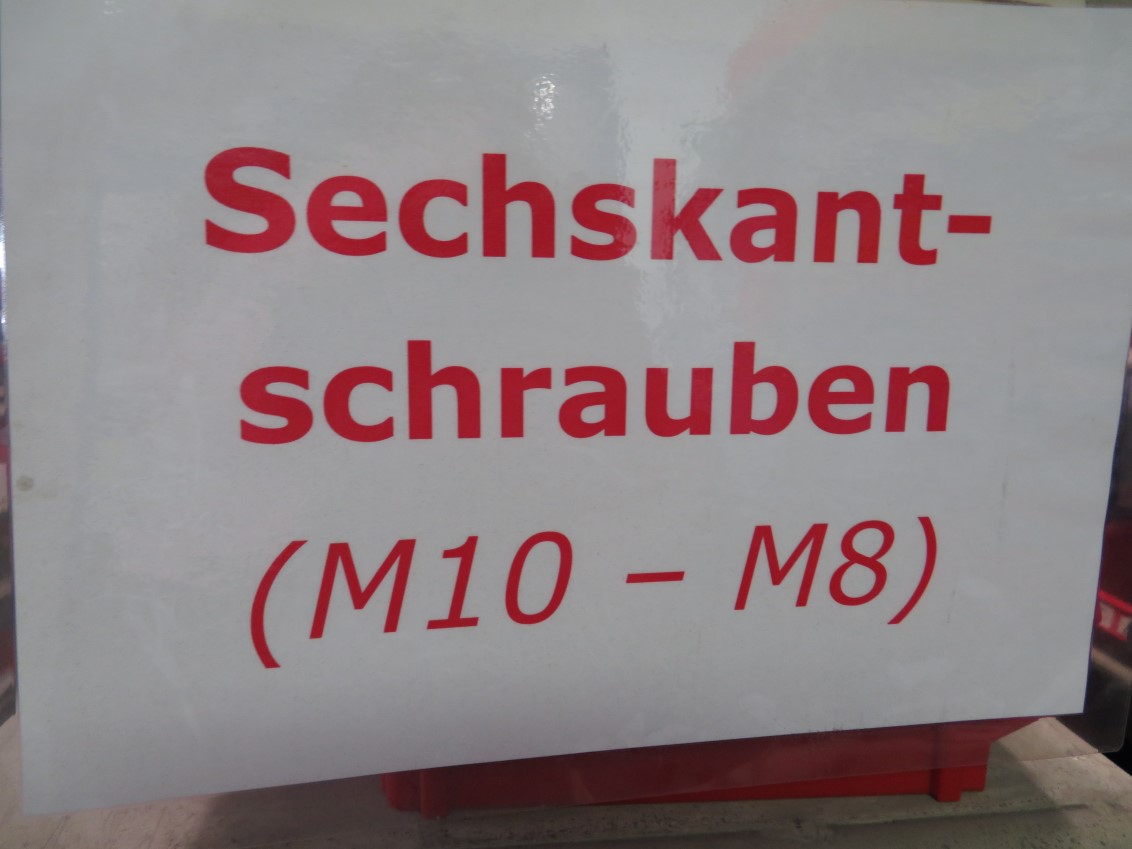 Sechskant-
schrauben
(M10 – M8)